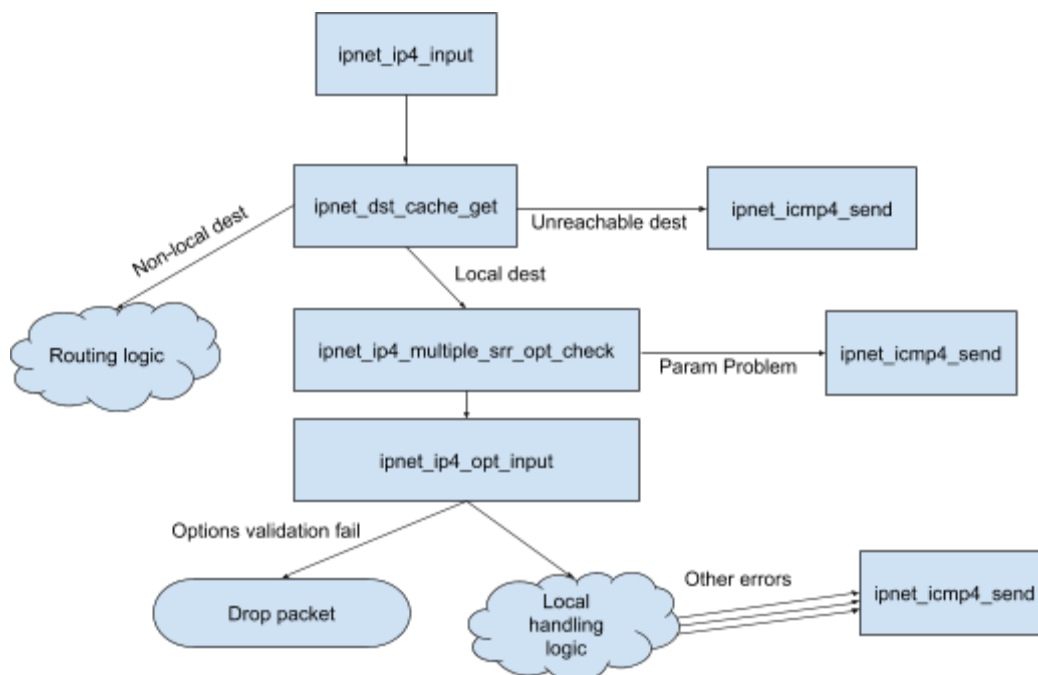 ipnet_ip4_input
ipnet_dst_cache_get
Unreachable dest
ipnet_icmp4_send
Non-local dest
Local dest
Routing logic
ipnet_ip4_multiple_srr_opt_check
Param Problem
ipnet_icmp4_send
ipnet_ip4_opt_input
Options validation fail
Drop packet
Local
handling
logic
Other errors
ipnet_icmp4_send